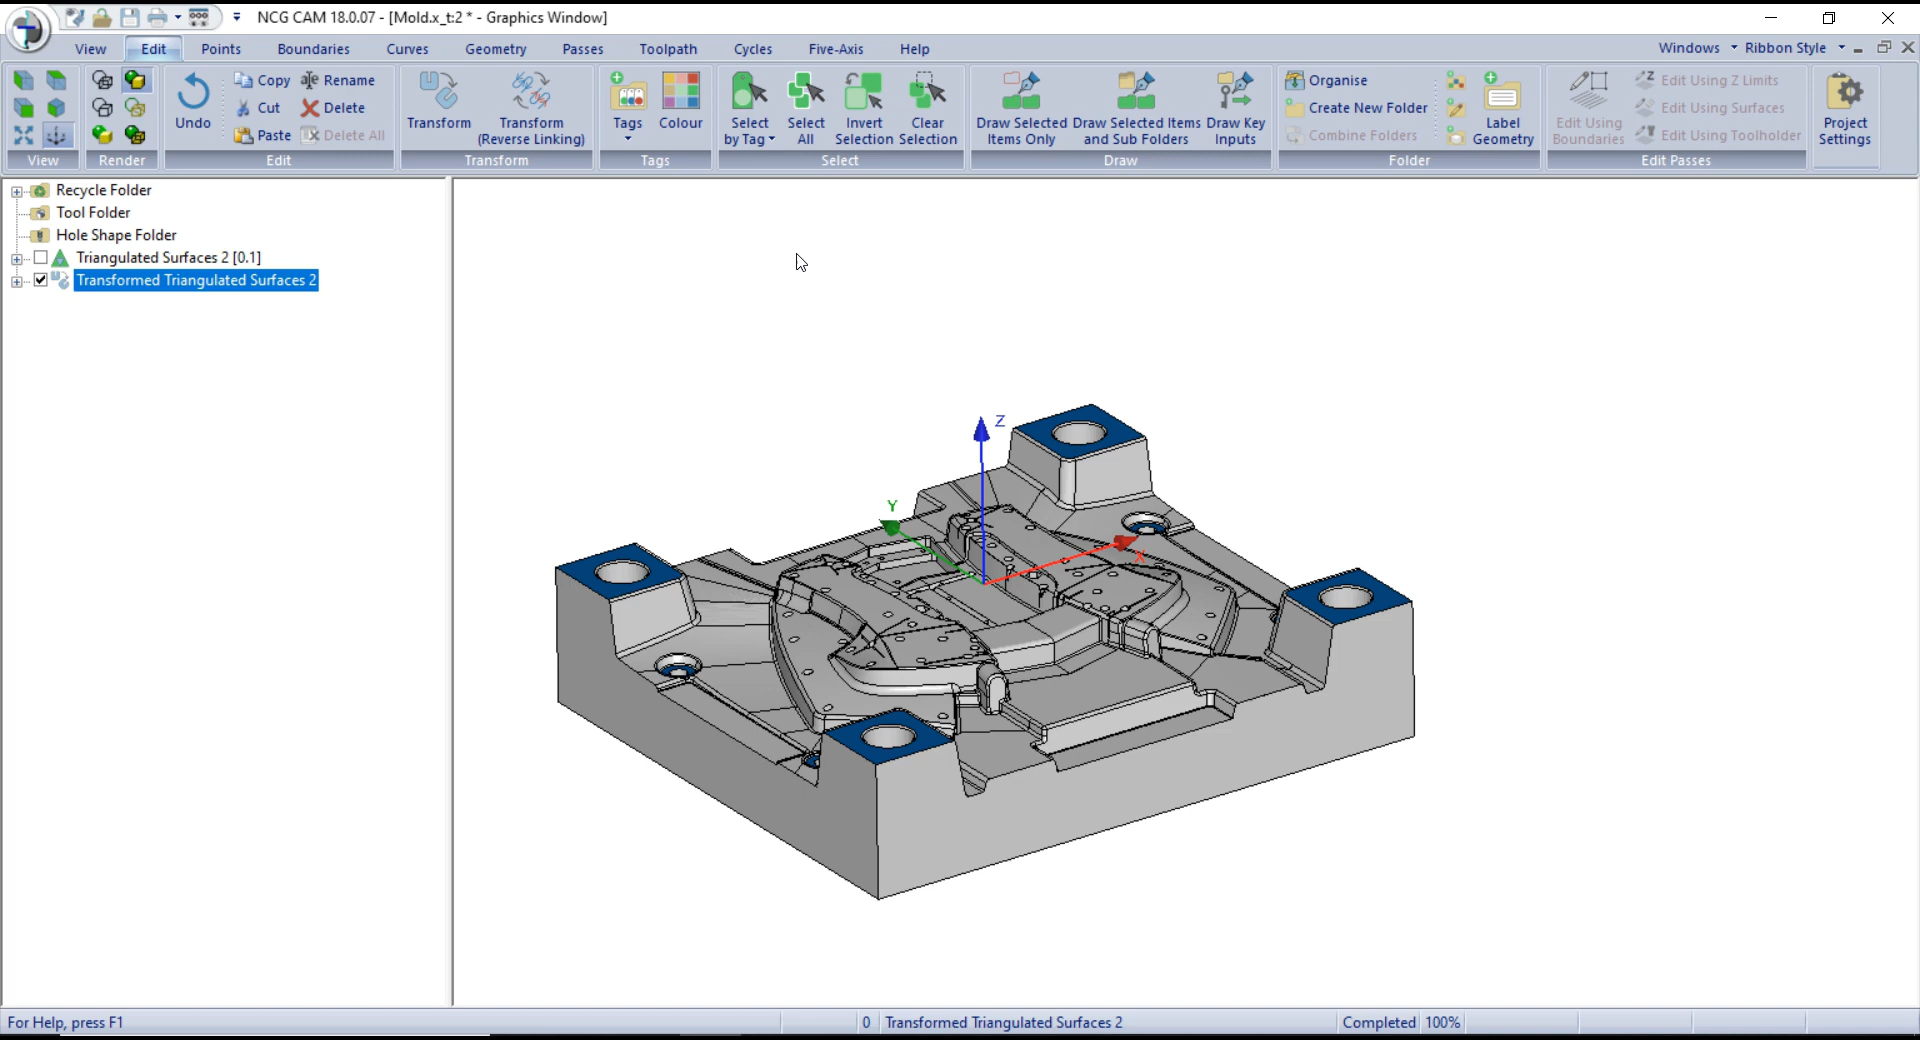 NCG CAM 18.0.07 - [Mold.x_t:2 * - Graphics Window]
View Edit Points Boundaries Curves Geometry Passes Toolpath Cycles Five-Axis Help Windows Ribbon Style
View
Render
Undo
Copy Rename
Cut Delete
Paste Delete All
Edit
Transform
Transform
(Reverse Linking)
Transform
Tags
Colour
Tags
Select
by Tag
Select
All
Invert
Selection
Clear
Selection
Select
Draw Selected
Items Only
Draw Selected Items
and Sub Folders
Draw Key
Inputs
Draw
Organise
Create New Folder
Combine Folders
Label
Geometry
Folder
Edit Using
Boundaries
Edit Using Z Limits
Edit Using Surfaces
Edit Using Toolholder
Edit Passes
Project
Settings
Recycle Folder
Tool Folder
Hole Shape Folder
Triangulated Surfaces 2 [0.1]
Transformed Triangulated Surfaces 2
Z
Y
X
For Help, press F1 0 Transformed Triangulated Surfaces 2 Completed 100%